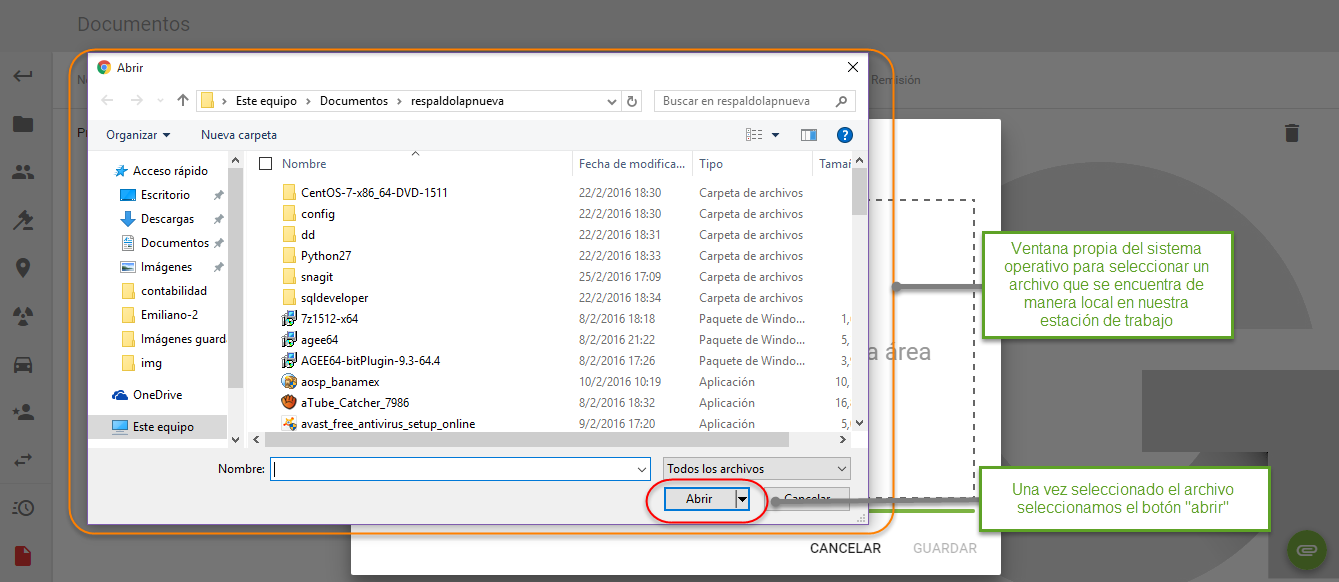 Documentos
Abrir
Remisión
Este equipo > Documentos > respaldolapnueva
Buscar en respaldolapnueva
Organizar
Nueva carpeta
?
Acceso rápido
Escritorio
Descargas
Documentos
Imágenes
contabilidad
Emiliano-2
Imágenes guard
img
OneDrive
Este equipo
Nombre Fecha de modifica... Tipo Tamañ
CentOS-7-x86_64-DVD-1511 22/2/2016 18:30 Carpeta de archivos
config 22/2/2016 18:30 Carpeta de archivos
dd 22/2/2016 18:31 Carpeta de archivos
Python27 22/2/2016 18:33 Carpeta de archivos
snagit 25/2/2016 17:09 Carpeta de archivos
sqldeveloper 22/2/2016 18:34 Carpeta de archivos
7z1512-x64 8/2/2016 18:18 Paquete de Windo... 1,
agee64 8/2/2016 21:22 Paquete de Windo... 5,
AGEE64-bitPlugin-9.3-64.4 8/2/2016 17:26 Paquete de Windo... 3,
aosp_banamex 10/2/2016 10:19 Aplicación 10,
aTube_Catcher_7986 8/2/2016 18:32 Aplicación 16,
avast_free_antivirus_setup_online 9/2/2016 17:20 Aplicación 5,
Nombre:
Todos los archivos
Abrir
Cancelar
a área
CANCELAR
GUARDAR
Ventana propia del sistema
operativo para seleccionar un
archivo que se encuentra de
manera local en nuestra
estación de trabajo
Una vez seleccionado el archivo
seleccionamos el botón "abrir"